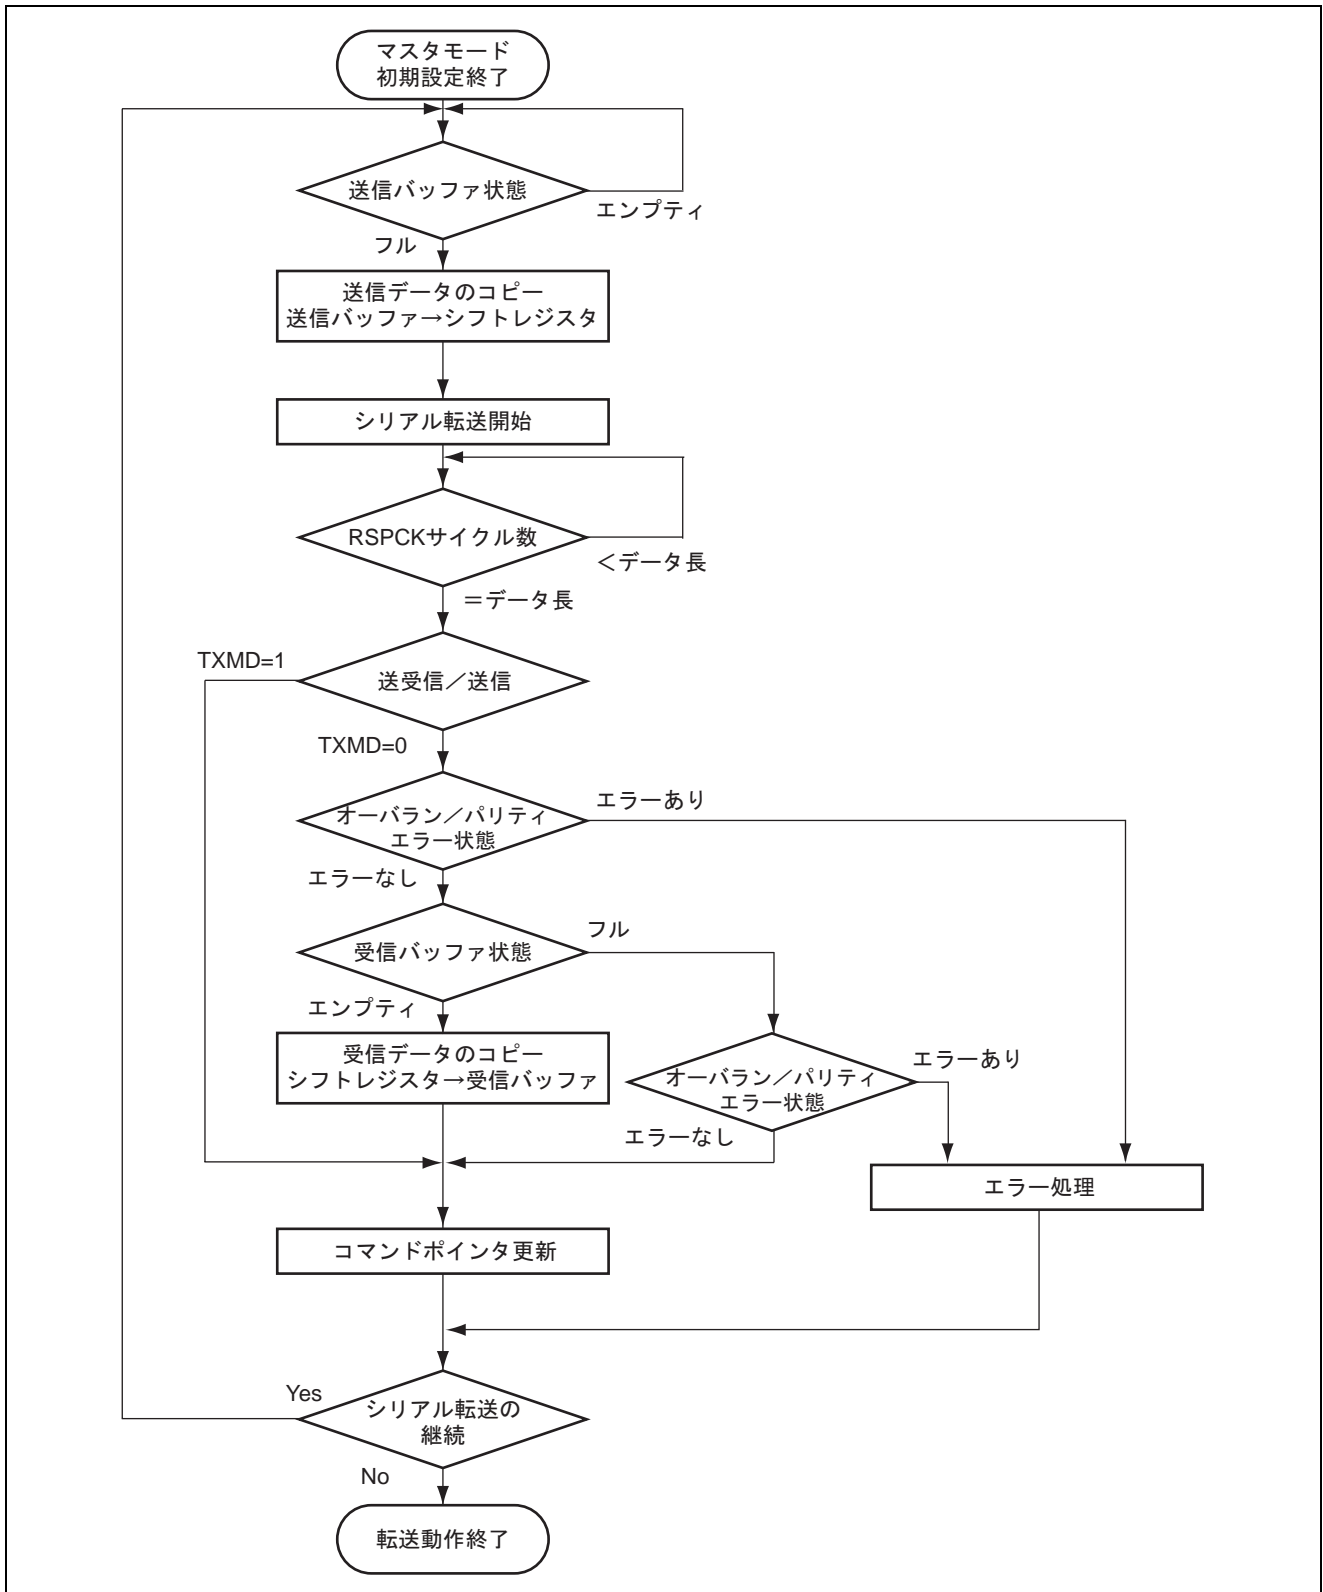 マスタモード
初期設定終了
送信バッファ状態
エンプティ
フル
送信データのコピー
送信バッファ→シフトレジスタ
シリアル転送開始
RSPCKサイクル数
＜データ長
＝データ長
TXMD=1
送受信／送信
TXMD=0
エラーあり
オーバラン／パリティ
エラー状態
エラーなし
フル
受信バッファ状態
エンプティ
受信データのコピー
シフトレジスタ→受信バッファ
エラーあり
オーバラン／パリティ
エラー状態
エラーなし
エラー処理
コマンドポインタ更新
Yes
シリアル転送の
継続
No
転送動作終了